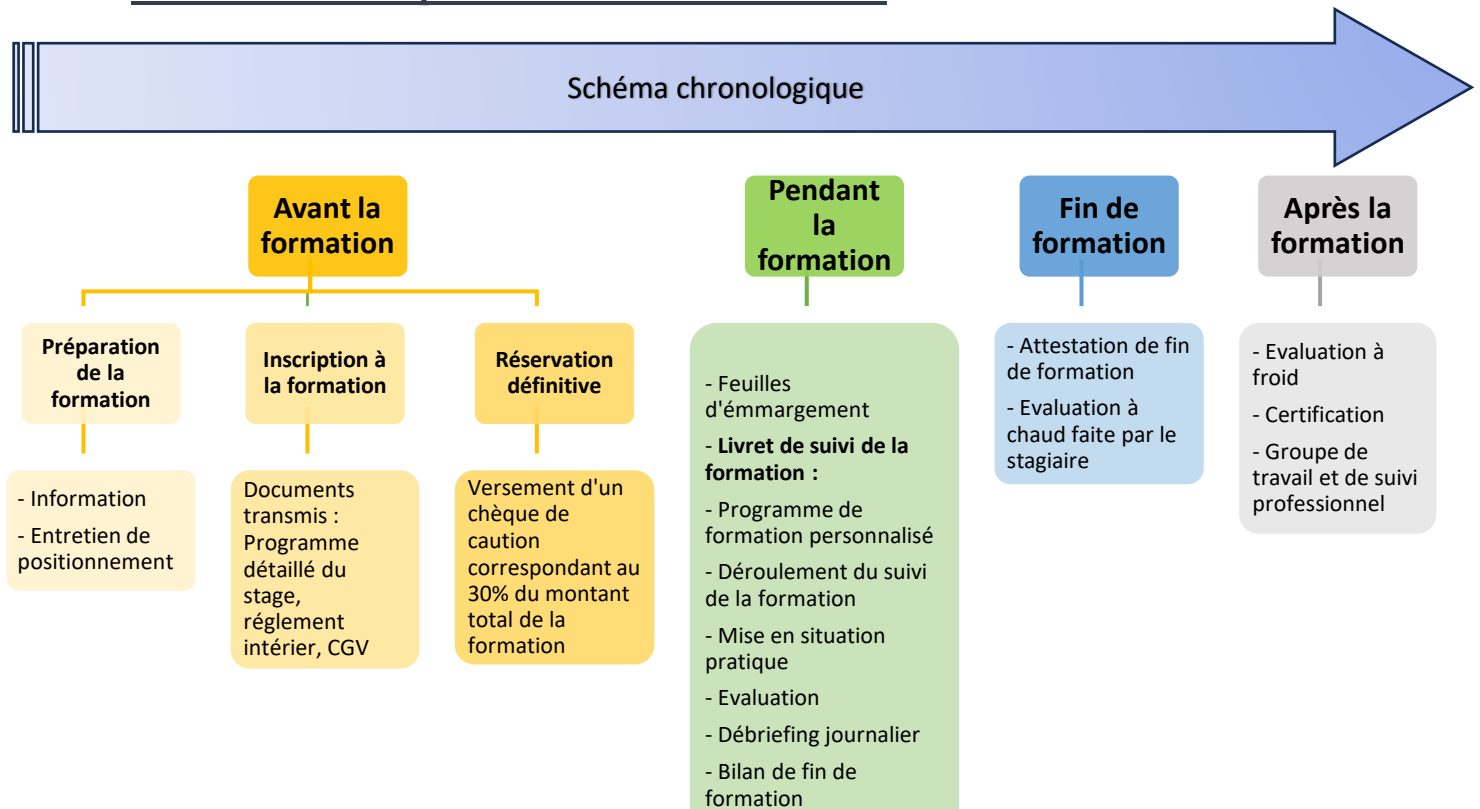 Schéma chronologique
Avant la
formation
Préparation
de la
formation
- Information
- Entretien de
positionnement
Inscription à
la formation
Documents
transmis :
Programme
détaillé du
stage,
réglement
intérier, CGV
Réservation
définitive
Versement d'un
chèque de
caution
correspondant au
30% du montant
total de la
formation
Pendant
la
formation
- Feuilles
d'émmargement
- Livret de suivi de la
formation :
- Programme de
formation personnalisé
- Déroulement du suivi
de la formation
- Mise en situation
pratique
- Evaluation
- Débriefing journalier
- Bilan de fin de
formation
Fin de
formation
- Attestation de fin
de formation
- Evaluation à
chaud faite par le
stagiaire
Après la
formation
- Evaluation à
froid
- Certification
- Groupe de
travail et de suivi
professionnel